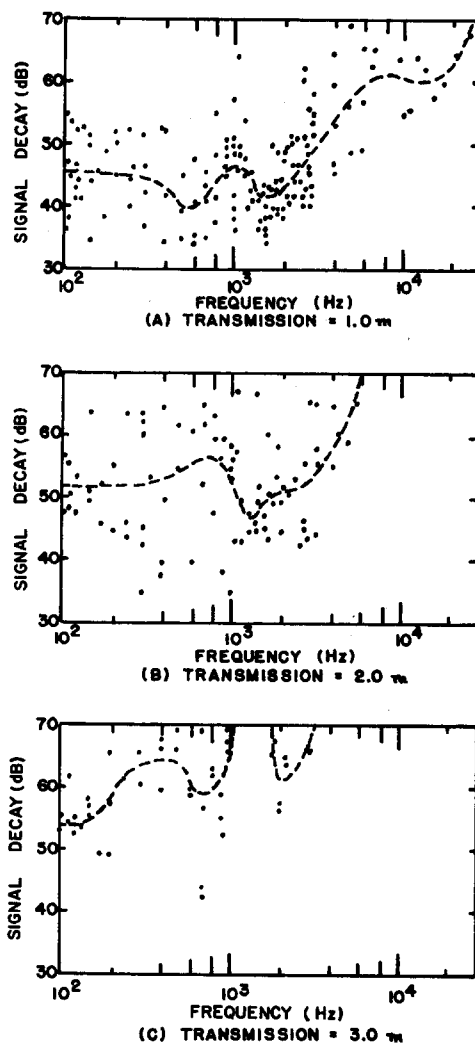 70
60
50
40
30
SIGNAL DECAY (dB)
10² 10³ 10⁴
FREQUENCY (Hz)
(A) TRANSMISSION = 1.0 m
70
60
50
40
30
SIGNAL DECAY (dB)
10² 10³ 10⁴
FREQUENCY (Hz)
(B) TRANSMISSION = 2.0 m
70
60
50
40
30
SIGNAL DECAY (dB)
10² 10³ 10⁴
FREQUENCY (Hz)
(C) TRANSMISSION = 3.0 m